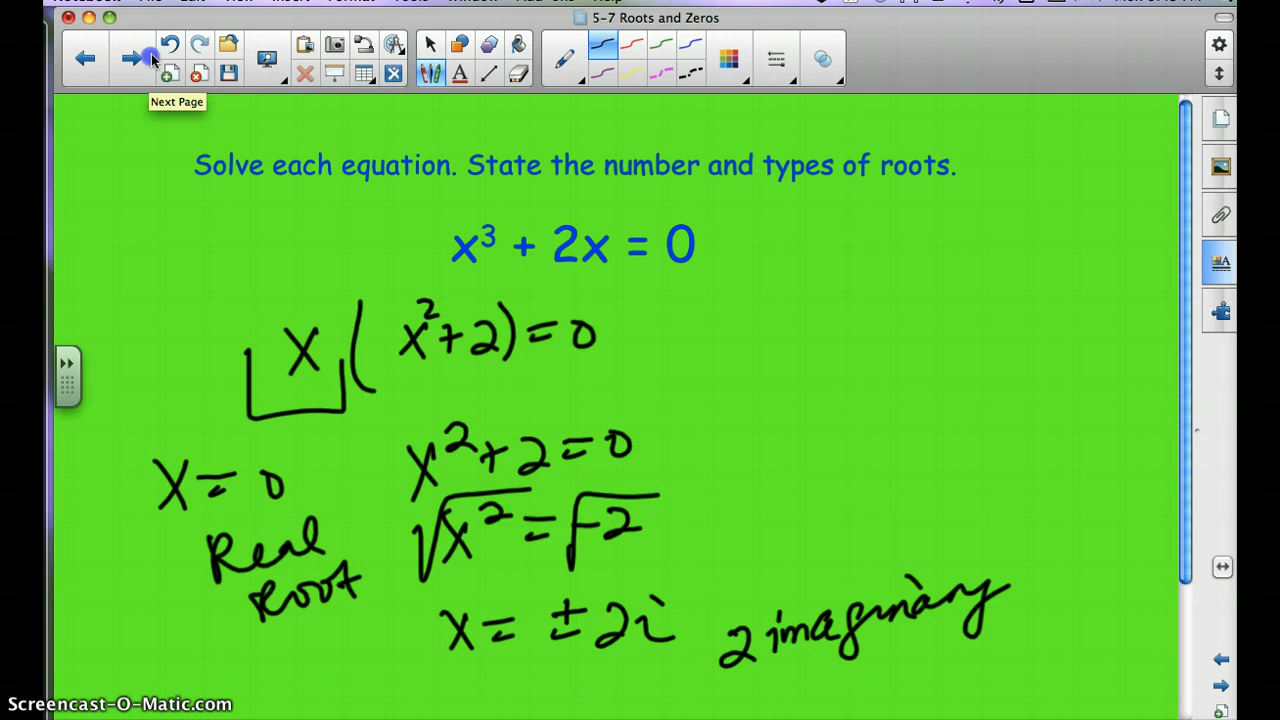 5-7 Roots and Zeros
Next Page
Solve each equation. State the number and types of roots.
x³ + 2x = 0
x(x²+2)=0
x²+2=0
x=0
√x² = √-2
Real
Root
x= ±2i 2 imaginary
Screencast-O-Matic.com